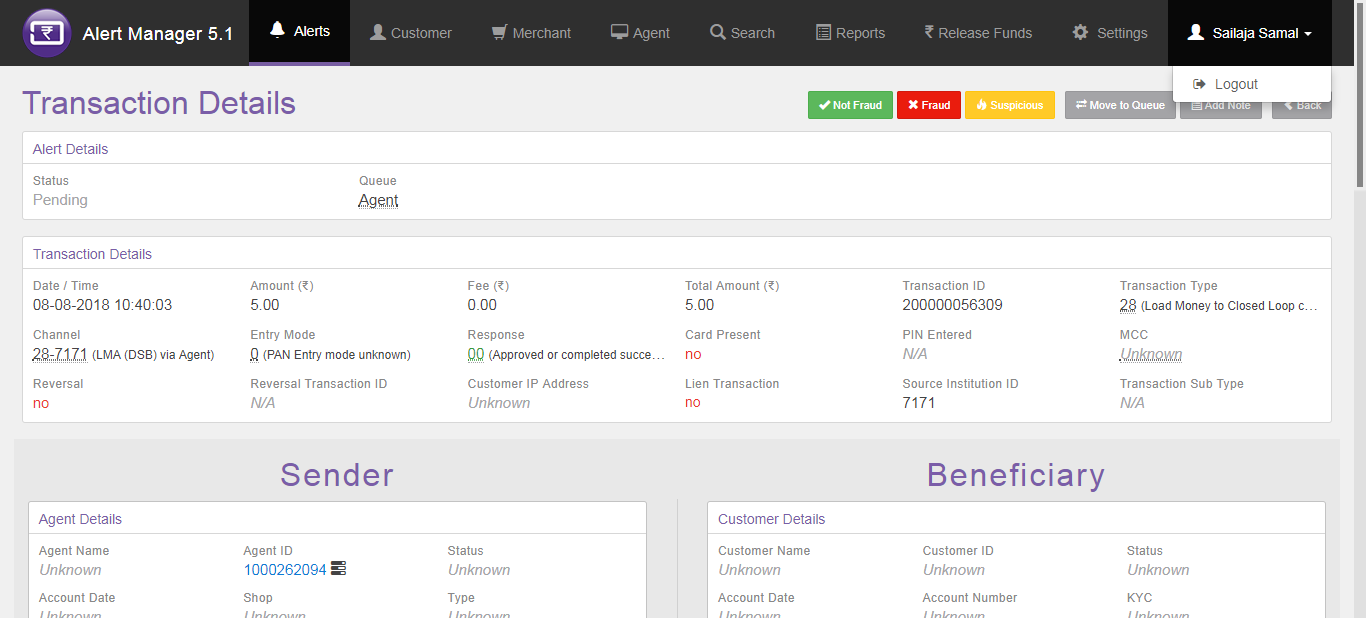 Alert Manager 5.1 Alerts Customer Merchant Agent Search Reports ₹ Release Funds Settings Sailaja Samal
Logout
Transaction Details Not Fraud Fraud Suspicious Move to Queue Add Note Back
Alert Details
Status Queue
Pending Agent
Transaction Details
Date / Time Amount (₹) Fee (₹) Total Amount (₹) Transaction ID Transaction Type
08-08-2018 10:40:03 5.00 0.00 5.00 200000056309 28 (Load Money to Closed Loop c…
Channel Entry Mode Response Card Present PIN Entered MCC
28-7171 (LMA (DSB) via Agent) 0 (PAN Entry mode unknown) 00 (Approved or completed succe… no N/A Unknown
Reversal Reversal Transaction ID Customer IP Address Lien Transaction Source Institution ID Transaction Sub Type
no N/A Unknown no 7171 N/A
Sender Beneficiary
Agent Details Customer Details
Agent Name Agent ID Status Customer Name Customer ID Status
Unknown 1000262094 Unknown Unknown Unknown Unknown
Account Date Shop Type Account Date Account Number KYC
Unknown Unknown Unknown Unknown Unknown Unknown